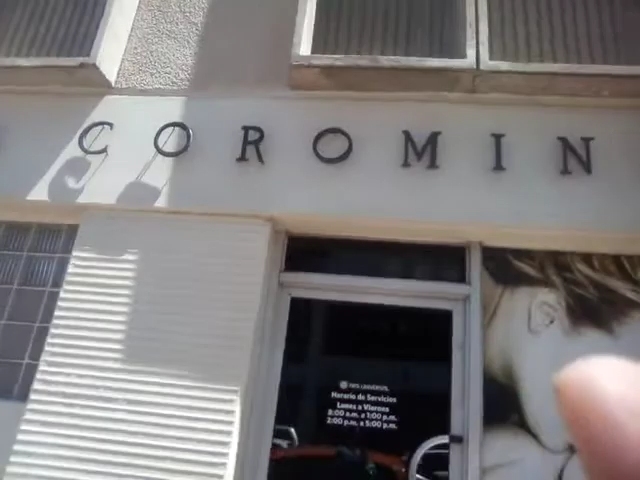 COROMIN
Horario de Servicios
Lunes a Viernes
8:00 a.m. a 1:00 p.m.
2:00 p.m. a 5:00 p.m.